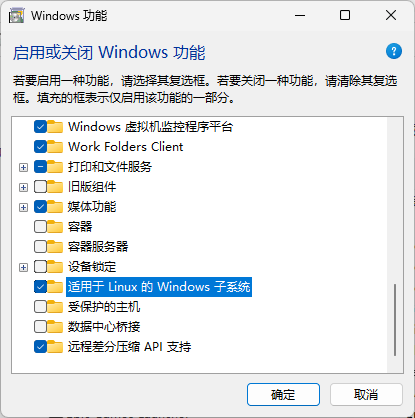 Windows 功能
启用或关闭 Windows 功能
若要启用一种功能，请选择其复选框。若要关闭一种功能，请清除其复选
框。填充的框表示仅启用该功能的一部分。
Windows 虚拟机监控程序平台
Work Folders Client
打印和文件服务
旧版组件
媒体功能
容器
容器服务器
设备锁定
适用于 Linux 的 Windows 子系统
受保护的主机
数据中心桥接
远程差分压缩 API 支持
确定
取消